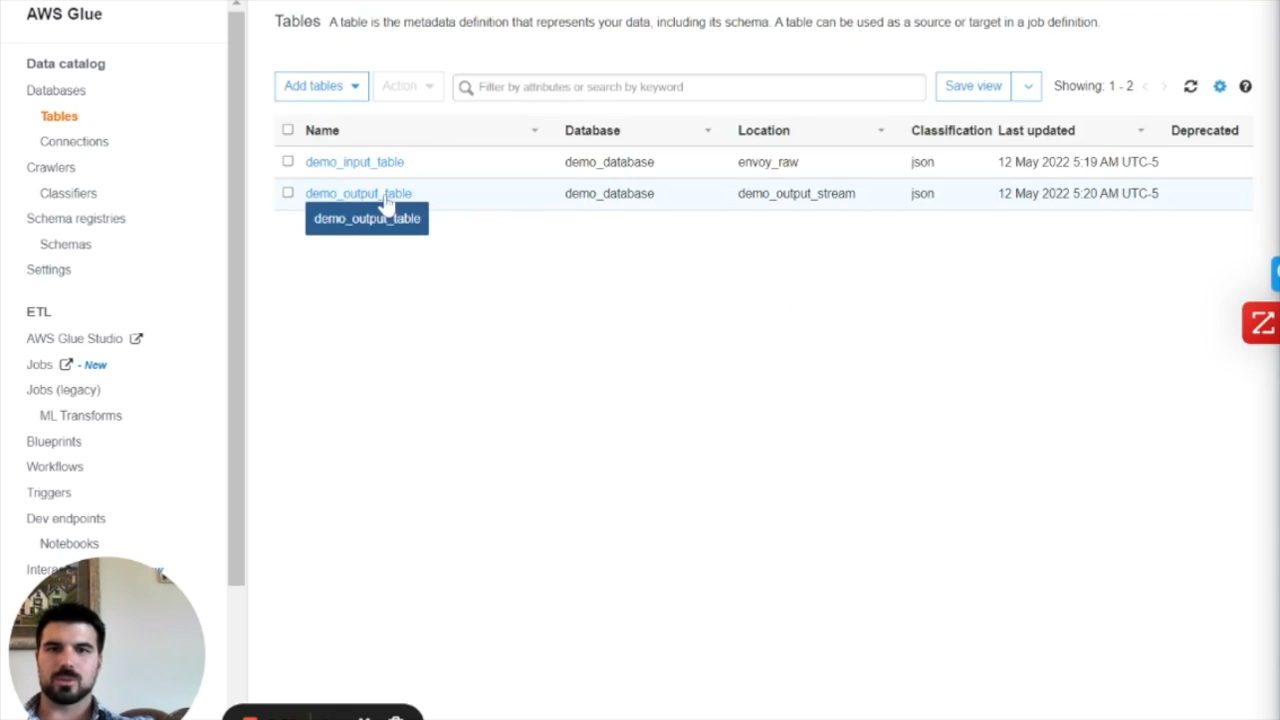 AWS Glue
Data catalog
Databases
Tables
Connections
Crawlers
Classifiers
Schema registries
Schemas
Settings
ETL
AWS Glue Studio
Jobs - New
Jobs (legacy)
ML Transforms
Blueprints
Workflows
Triggers
Dev endpoints
Notebooks
Tables A table is the metadata definition that represents your data, including its schema. A table can be used as a source or target in a job definition.
Add tables Action Filter by attributes or search by keyword Save view Showing: 1 - 2
Name Database Location Classification Last updated Deprecated
demo_input_table demo_database envoy_raw json 12 May 2022 5:19 AM UTC-5
demo_output_table demo_database demo_output_stream json 12 May 2022 5:20 AM UTC-5
demo_output_table